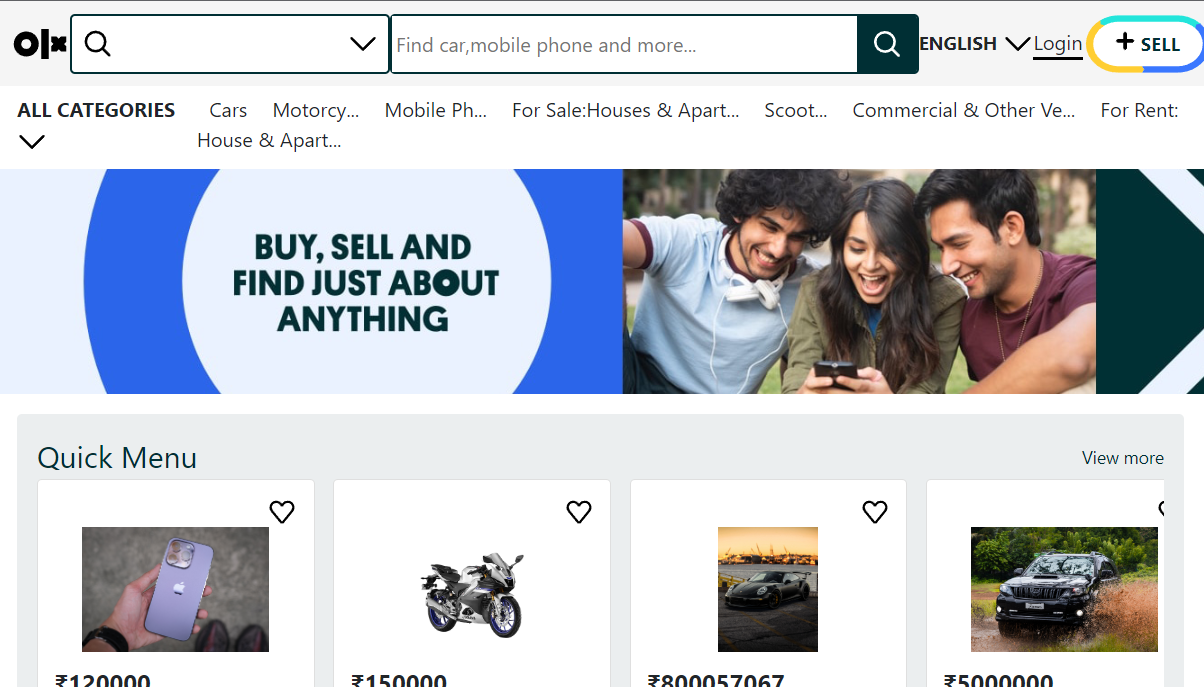 olx
Find car,mobile phone and more...
ENGLISH
Login
+ SELL
ALL CATEGORIES
Cars
Motorcy...
Mobile Ph...
For Sale:Houses & Apart...
Scoot...
Commercial & Other Ve...
For Rent:
House & Apart...
BUY, SELL AND
FIND JUST ABOUT
ANYTHING
Quick Menu
View more
₹120000
₹150000
₹800057067
₹5000000